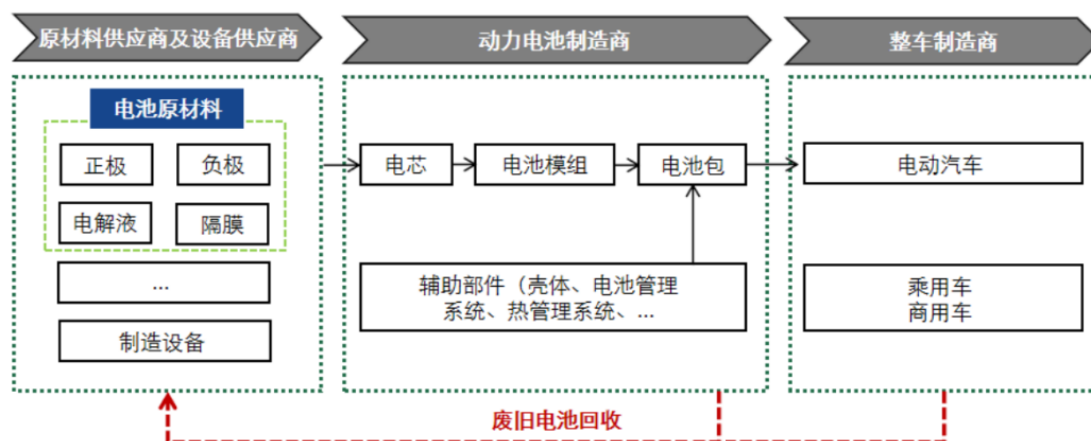 原材料供应商及设备供应商
动力电池制造商
整车制造商
电池原材料
正极
负极
电解液
隔膜
...
制造设备
电芯
电池模组
电池包
辅助部件（壳体、电池管理
系统、热管理系统、...
电动汽车
乘用车
商用车
废旧电池回收